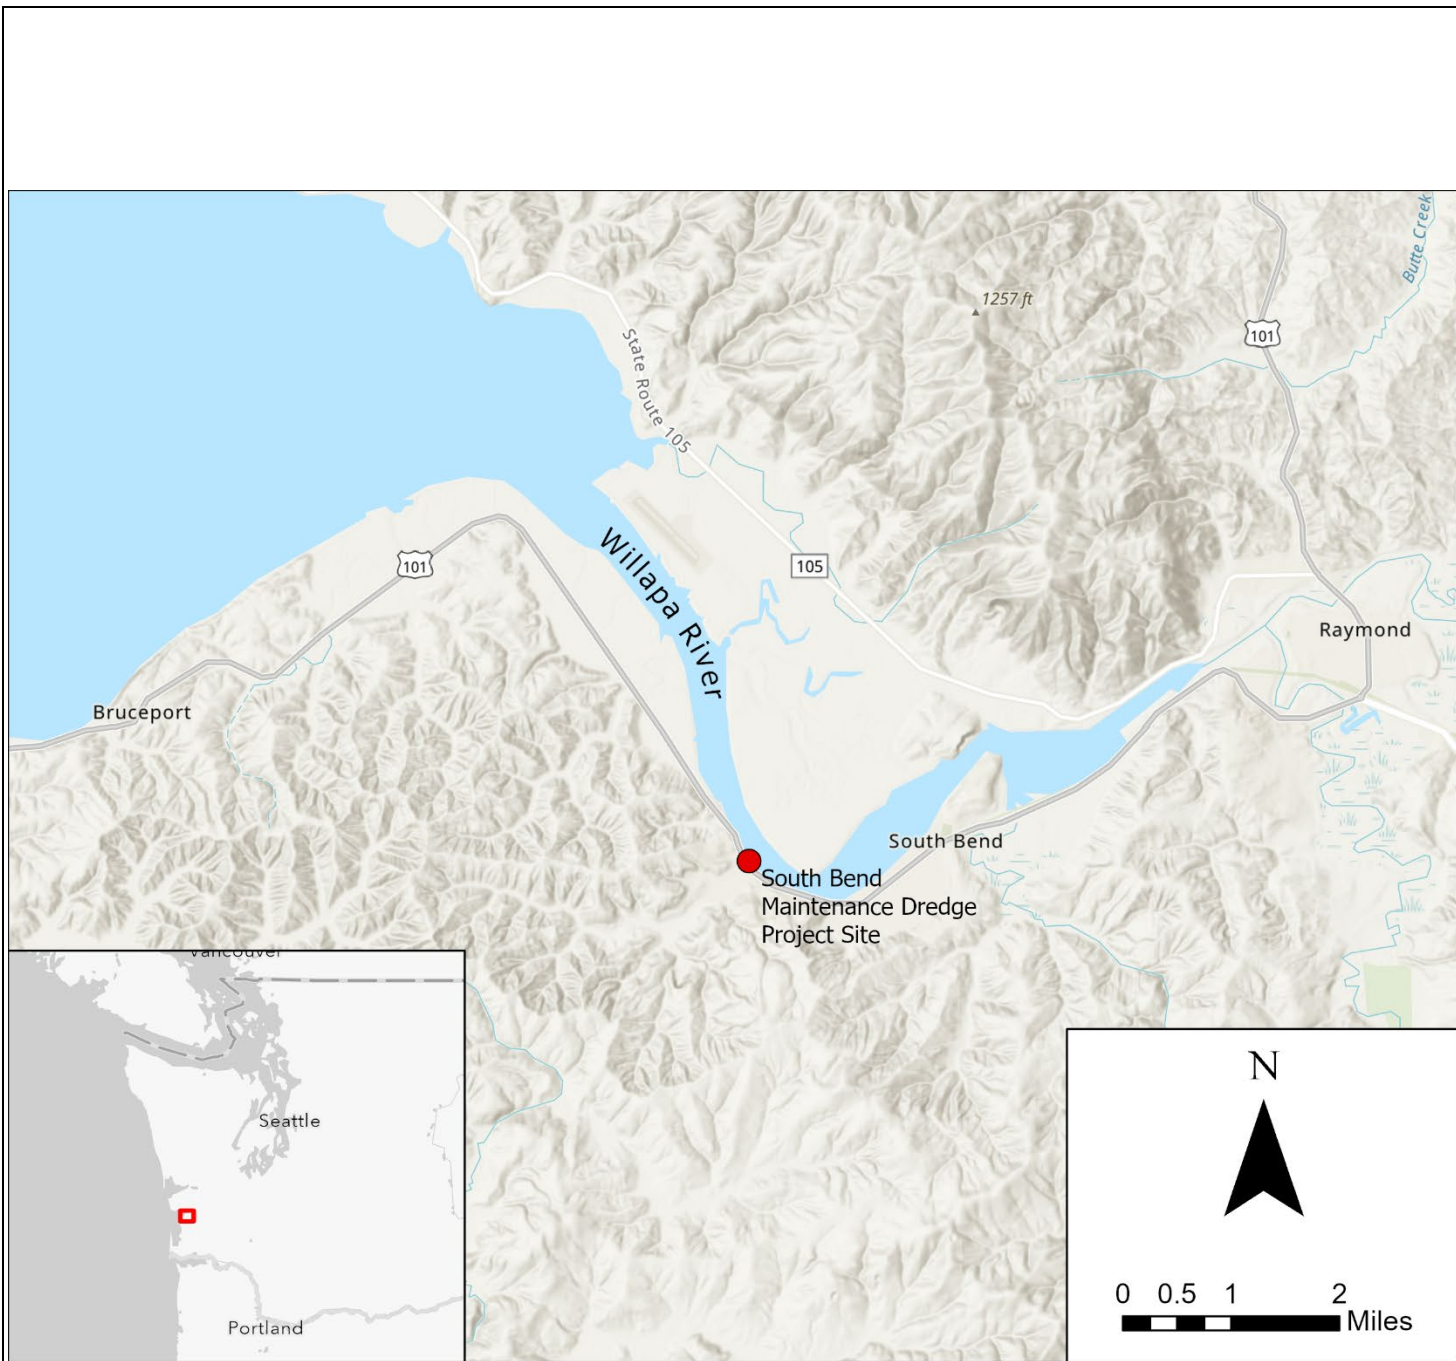 Butte Creek
1257 ft
101
State Route 105
101
105
Willapa River
Raymond
Bruceport
South Bend
South Bend
Maintenance Dredge
Project Site
Vancouver
Seattle
Portland
N
0 0.5 1 2
Miles